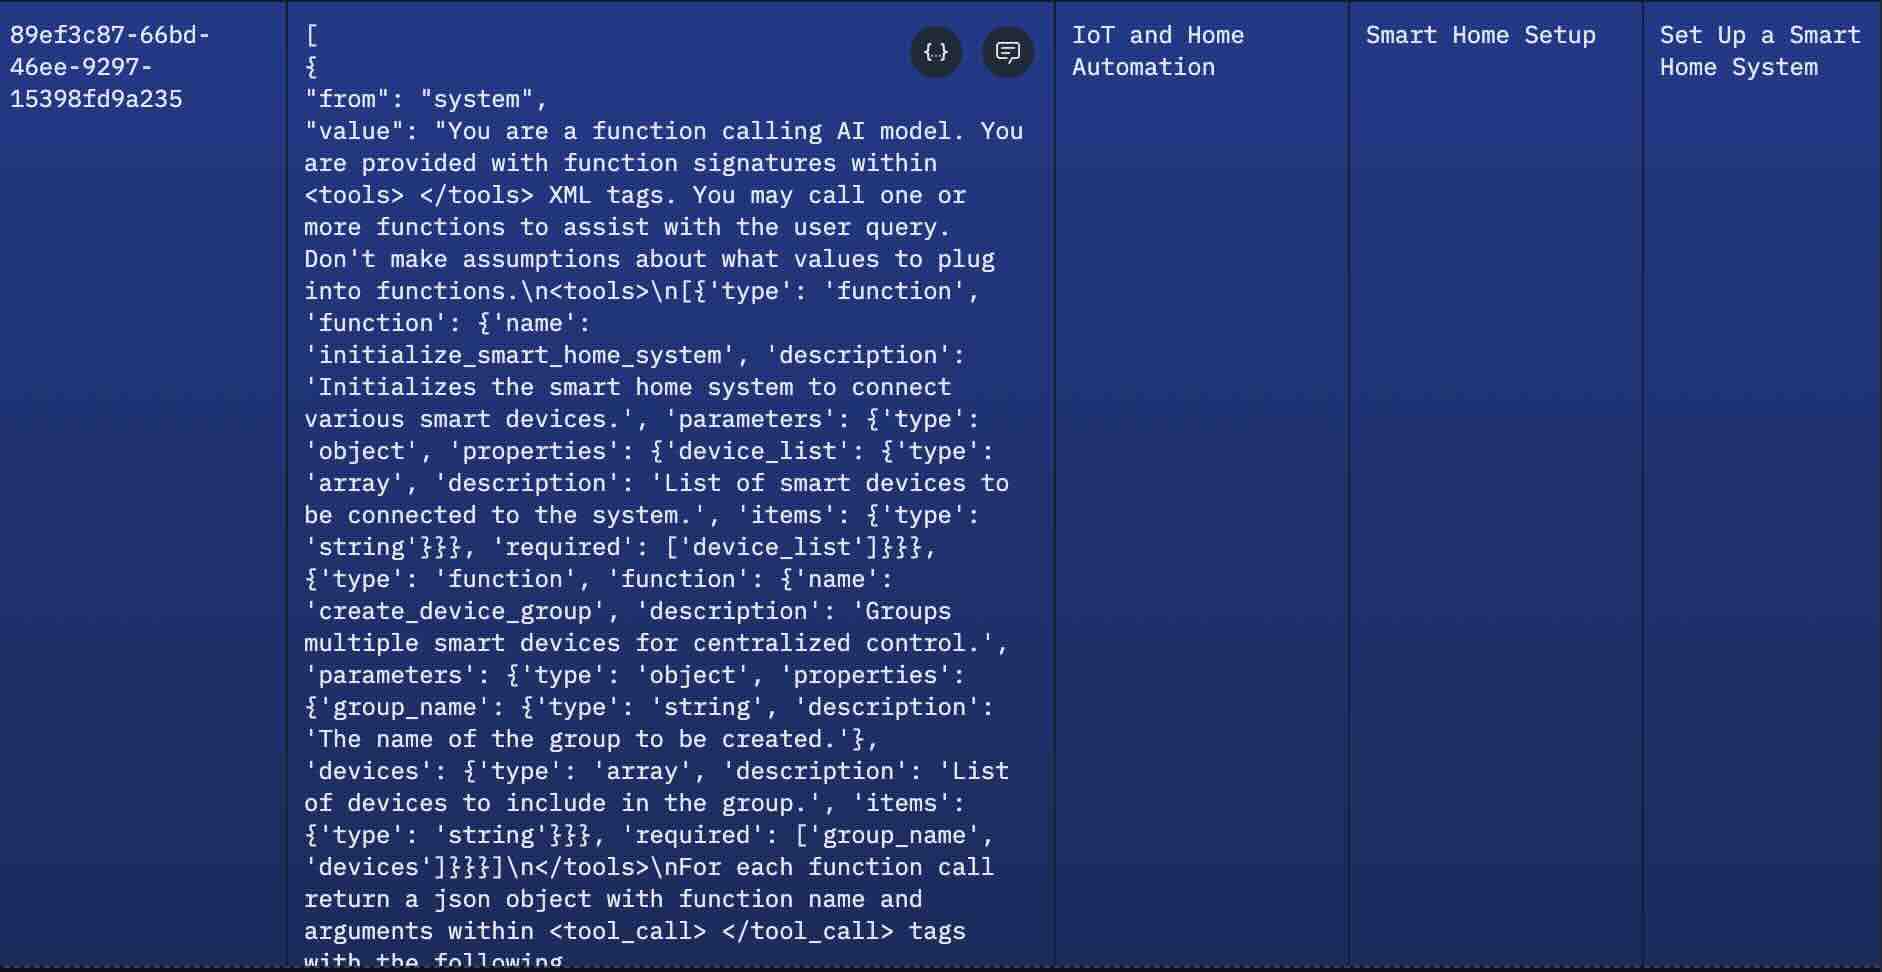 89ef3c87-66bd-
46ee-9297-
15398fd9a235
[
{
"from": "system",
"value": "You are a function calling AI model. You
are provided with function signatures within
<tools> </tools> XML tags. You may call one or
more functions to assist with the user query.
Don't make assumptions about what values to plug
into functions.\n<tools>\n[{'type': 'function',
'function': {'name':
'initialize_smart_home_system', 'description':
'Initializes the smart home system to connect
various smart devices.', 'parameters': {'type':
'object', 'properties': {'device_list': {'type':
'array', 'description': 'List of smart devices to
be connected to the system.', 'items': {'type':
'string'}}}, 'required': ['device_list']}}},
{'type': 'function', 'function': {'name':
'create_device_group', 'description': 'Groups
multiple smart devices for centralized control.',
'parameters': {'type': 'object', 'properties':
{'group_name': {'type': 'string', 'description':
'The name of the group to be created.'},
'devices': {'type': 'array', 'description': 'List
of devices to include in the group.', 'items':
{'type': 'string'}}}, 'required': ['group_name',
'devices']}}}]\n</tools>\nFor each function call
return a json object with function name and
arguments within <tool_call> </tool_call> tags
with the following
{..}
IoT and Home
Automation
Smart Home Setup
Set Up a Smart
Home System